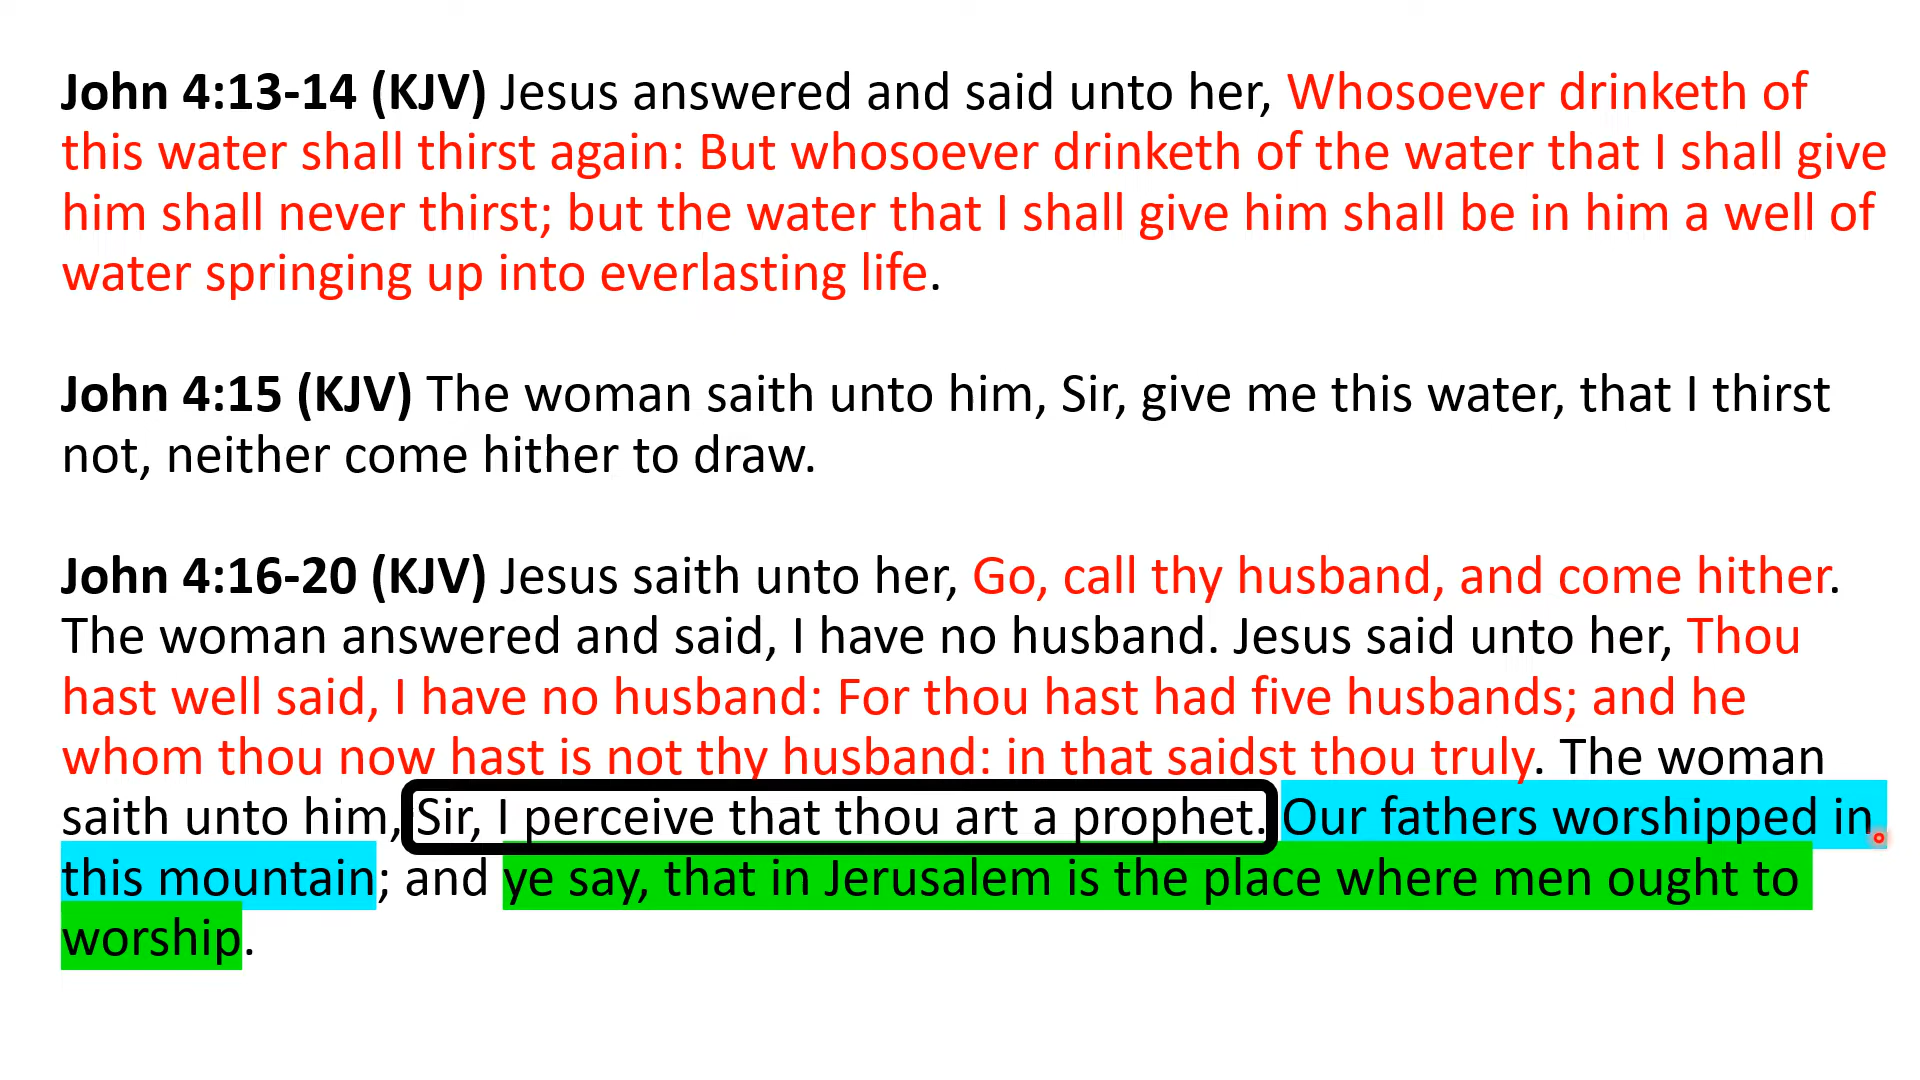 John 4:13-14 (KJV) Jesus answered and said unto her, Whosoever drinketh of
this water shall thirst again: But whosoever drinketh of the water that I shall give
him shall never thirst; but the water that I shall give him shall be in him a well of
water springing up into everlasting life.
John 4:15 (KJV) The woman saith unto him, Sir, give me this water, that I thirst
not, neither come hither to draw.
John 4:16-20 (KJV) Jesus saith unto her, Go, call thy husband, and come hither.
The woman answered and said, I have no husband. Jesus said unto her, Thou
hast well said, I have no husband: For thou hast had five husbands; and he
whom thou now hast is not thy husband: in that saidst thou truly. The woman
saith unto him, Sir, I perceive that thou art a prophet. Our fathers worshipped in
this mountain; and ye say, that in Jerusalem is the place where men ought to
worship.